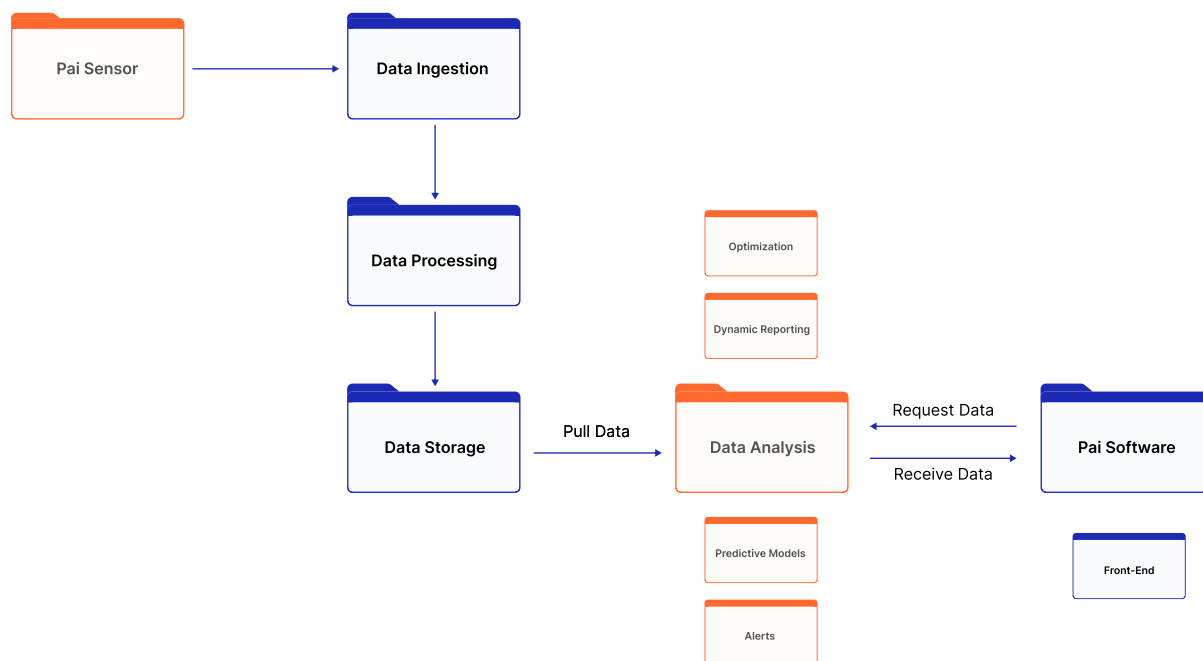 Pai Sensor
Data Ingestion
Data Processing
Optimization
Dynamic Reporting
Data Storage
Pull Data
Data Analysis
Request Data
Receive Data
Pai Software
Predictive Models
Front-End
Alerts